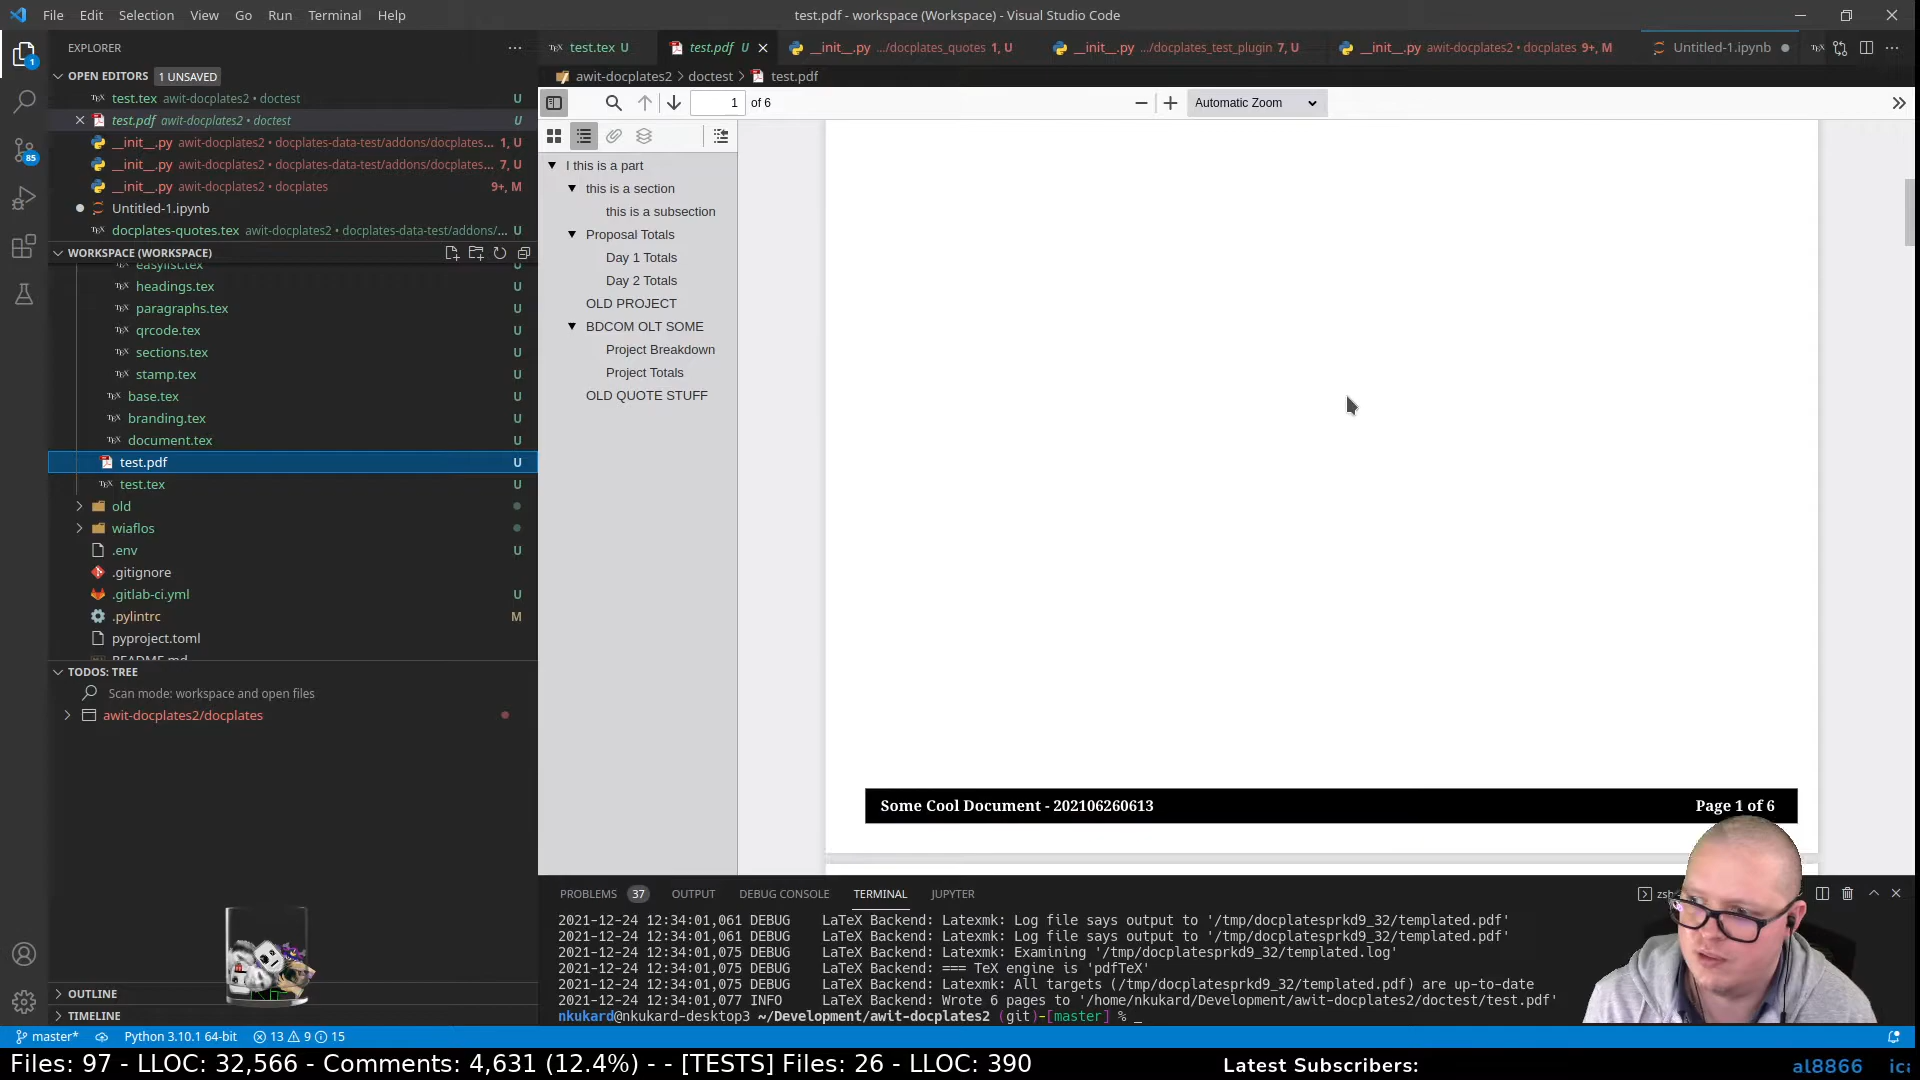 File Edit Selection View Go Run Terminal Help
test.pdf - workspace (Workspace) - Visual Studio Code
EXPLORER
OPEN EDITORS 1 UNSAVED
test.tex awit-docplates2 • doctest U
test.pdf awit-docplates2 • doctest U
__init__.py awit-docplates2 • docplates-data-test/addons/docplates... 1, U
__init__.py awit-docplates2 • docplates-data-test/addons/docplates... 7, U
__init__.py awit-docplates2 • docplates 9+, M
Untitled-1.ipynb
docplates-quotes.tex awit-docplates2 • docplates-data-test/addons/... U
WORKSPACE (WORKSPACE)
easylist.tex U
headings.tex U
paragraphs.tex U
qrcode.tex U
sections.tex U
stamp.tex U
base.tex U
branding.tex U
document.tex U
test.pdf U
test.tex U
old
wiaflos
.env U
.gitignore
.gitlab-ci.yml U
.pylintrc M
pyproject.toml
README.md
TODOS: TREE
Scan mode: workspace and open files
awit-docplates2/docplates
OUTLINE
TIMELINE
test.tex U test.pdf U __init__.py .../docplates_quotes 1, U __init__.py .../docplates_test_plugin 7, U __init__.py awit-docplates2 • docplates 9+, M Untitled-1.ipynb
awit-docplates2 > doctest > test.pdf
1 of 6 Automatic Zoom
I this is a part
this is a section
this is a subsection
Proposal Totals
Day 1 Totals
Day 2 Totals
OLD PROJECT
BDCOM OLT SOME
Project Breakdown
Project Totals
OLD QUOTE STUFF
Some Cool Document - 202106260613 Page 1 of 6
PROBLEMS 37 OUTPUT DEBUG CONSOLE TERMINAL JUPYTER zsh
2021-12-24 12:34:01,061 DEBUG LaTeX Backend: Latexmk: Log file says output to '/tmp/docplatesprkd9_32/templated.pdf'
2021-12-24 12:34:01,061 DEBUG LaTeX Backend: Latexmk: Log file says output to '/tmp/docplatesprkd9_32/templated.pdf'
2021-12-24 12:34:01,075 DEBUG LaTeX Backend: Latexmk: Examining '/tmp/docplatesprkd9_32/templated.log'
2021-12-24 12:34:01,075 DEBUG LaTeX Backend: === TeX engine is 'pdfTeX'
2021-12-24 12:34:01,075 DEBUG LaTeX Backend: Latexmk: All targets (/tmp/docplatesprkd9_32/templated.pdf) are up-to-date
2021-12-24 12:34:01,077 INFO LaTeX Backend: Wrote 6 pages to '/home/nkukard/Development/awit-docplates2/doctest/test.pdf'
nkukard@nkukard-desktop3 ~/Development/awit-docplates2 (git)-[master] % _
master* Python 3.10.1 64-bit 13 9 15
Files: 97 - LLOC: 32,566 - Comments: 4,631 (12.4%) - - [TESTS] Files: 26 - LLOC: 390
Latest Subscribers: al8866 ica